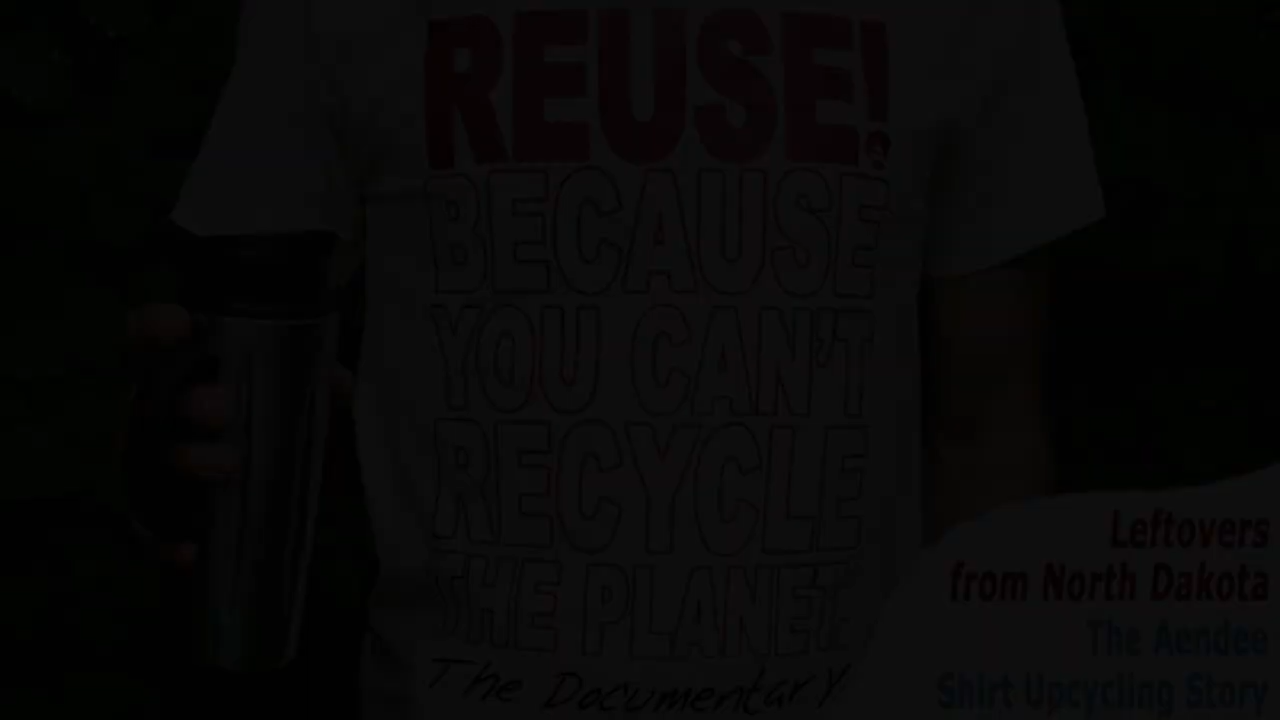 REUSE!
BECAUSE
YOU CAN'T
RECYCLE
THE PLANET
The Documentary
Leftovers
from North Dakota
The Aendee
Shirt Upcycling Story